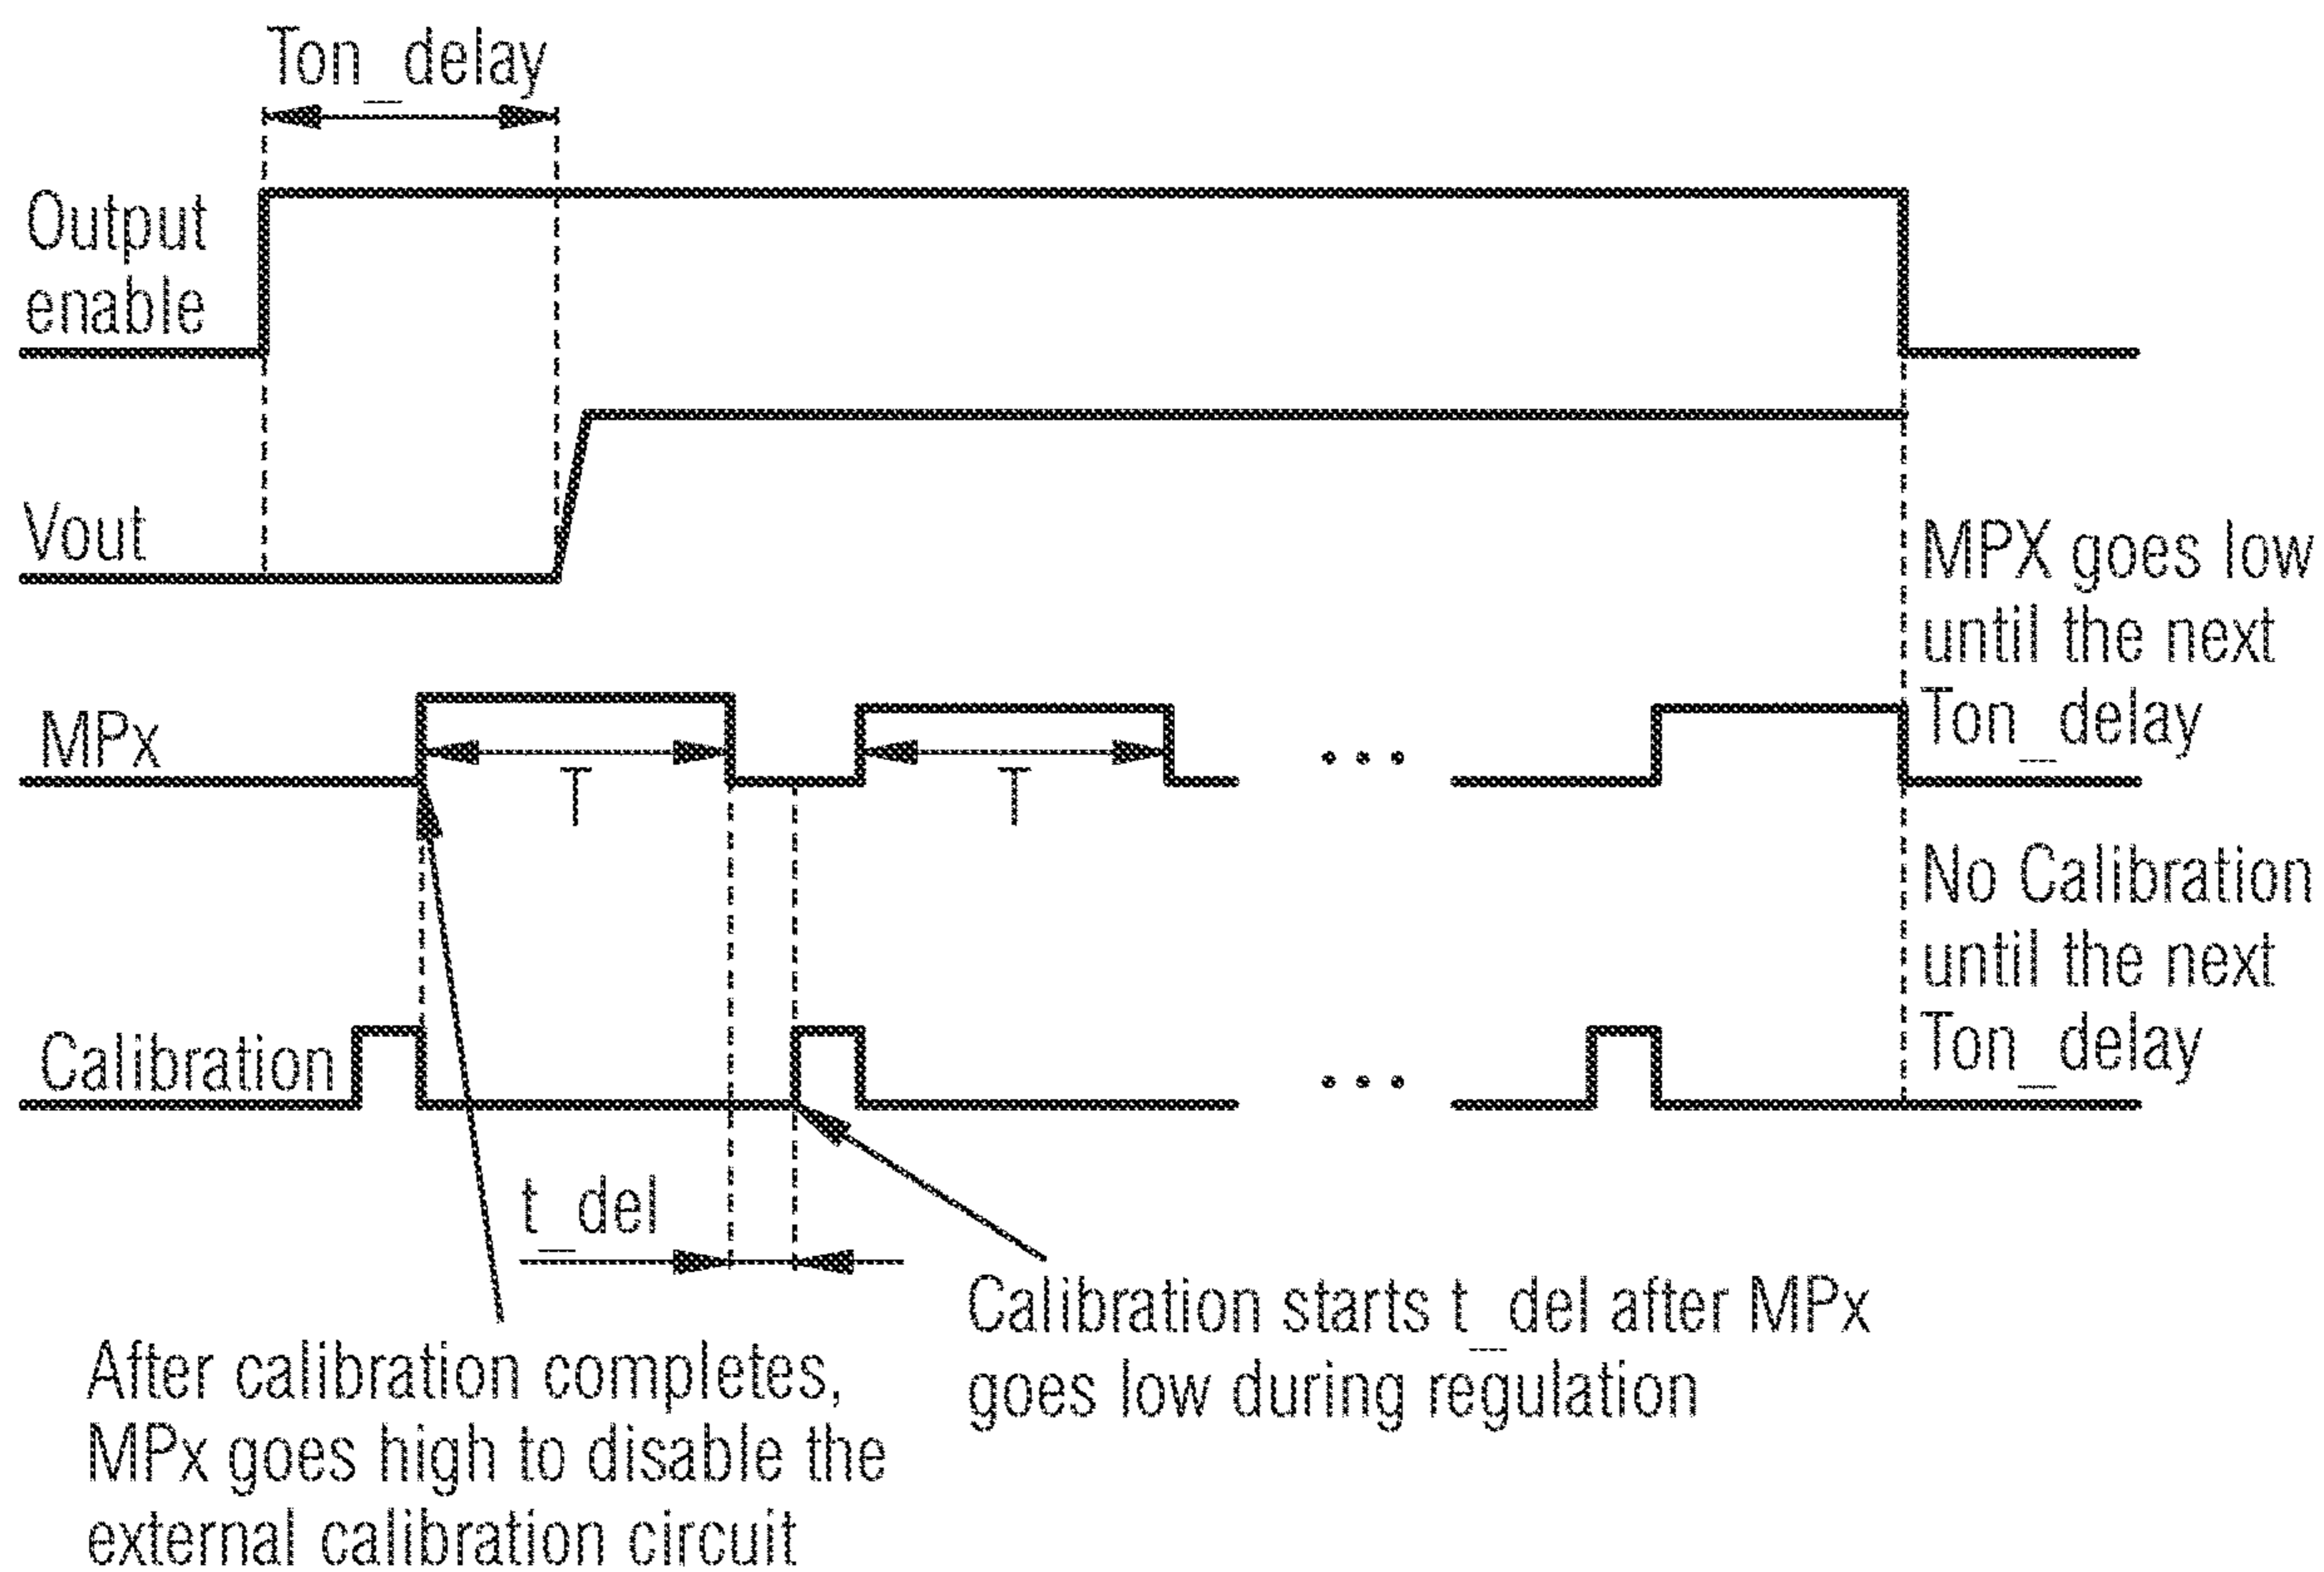 Ton_delay
Output
enable
Vout
MPX goes low
until the next
Ton_delay
MPx
T
T
...
No Calibration
until the next
Ton_delay
Calibration
...
t_del
Calibration starts t_del after MPx
goes low during regulation
After calibration completes,
MPx goes high to disable the
external calibration circuit